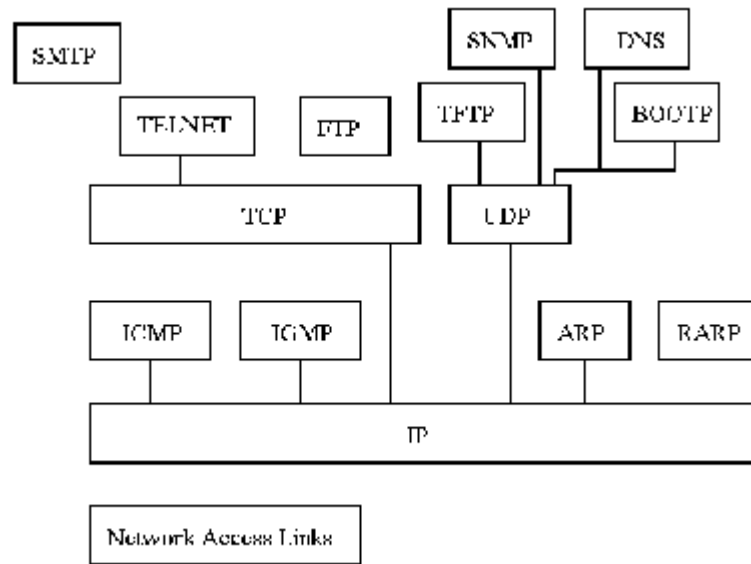 SMTP
SNMP
DNS
TELNET
FTP
TFTP
BOOTP
TCP
UDP
ICMP
IGMP
ARP
RARP
IP
Network Access Links